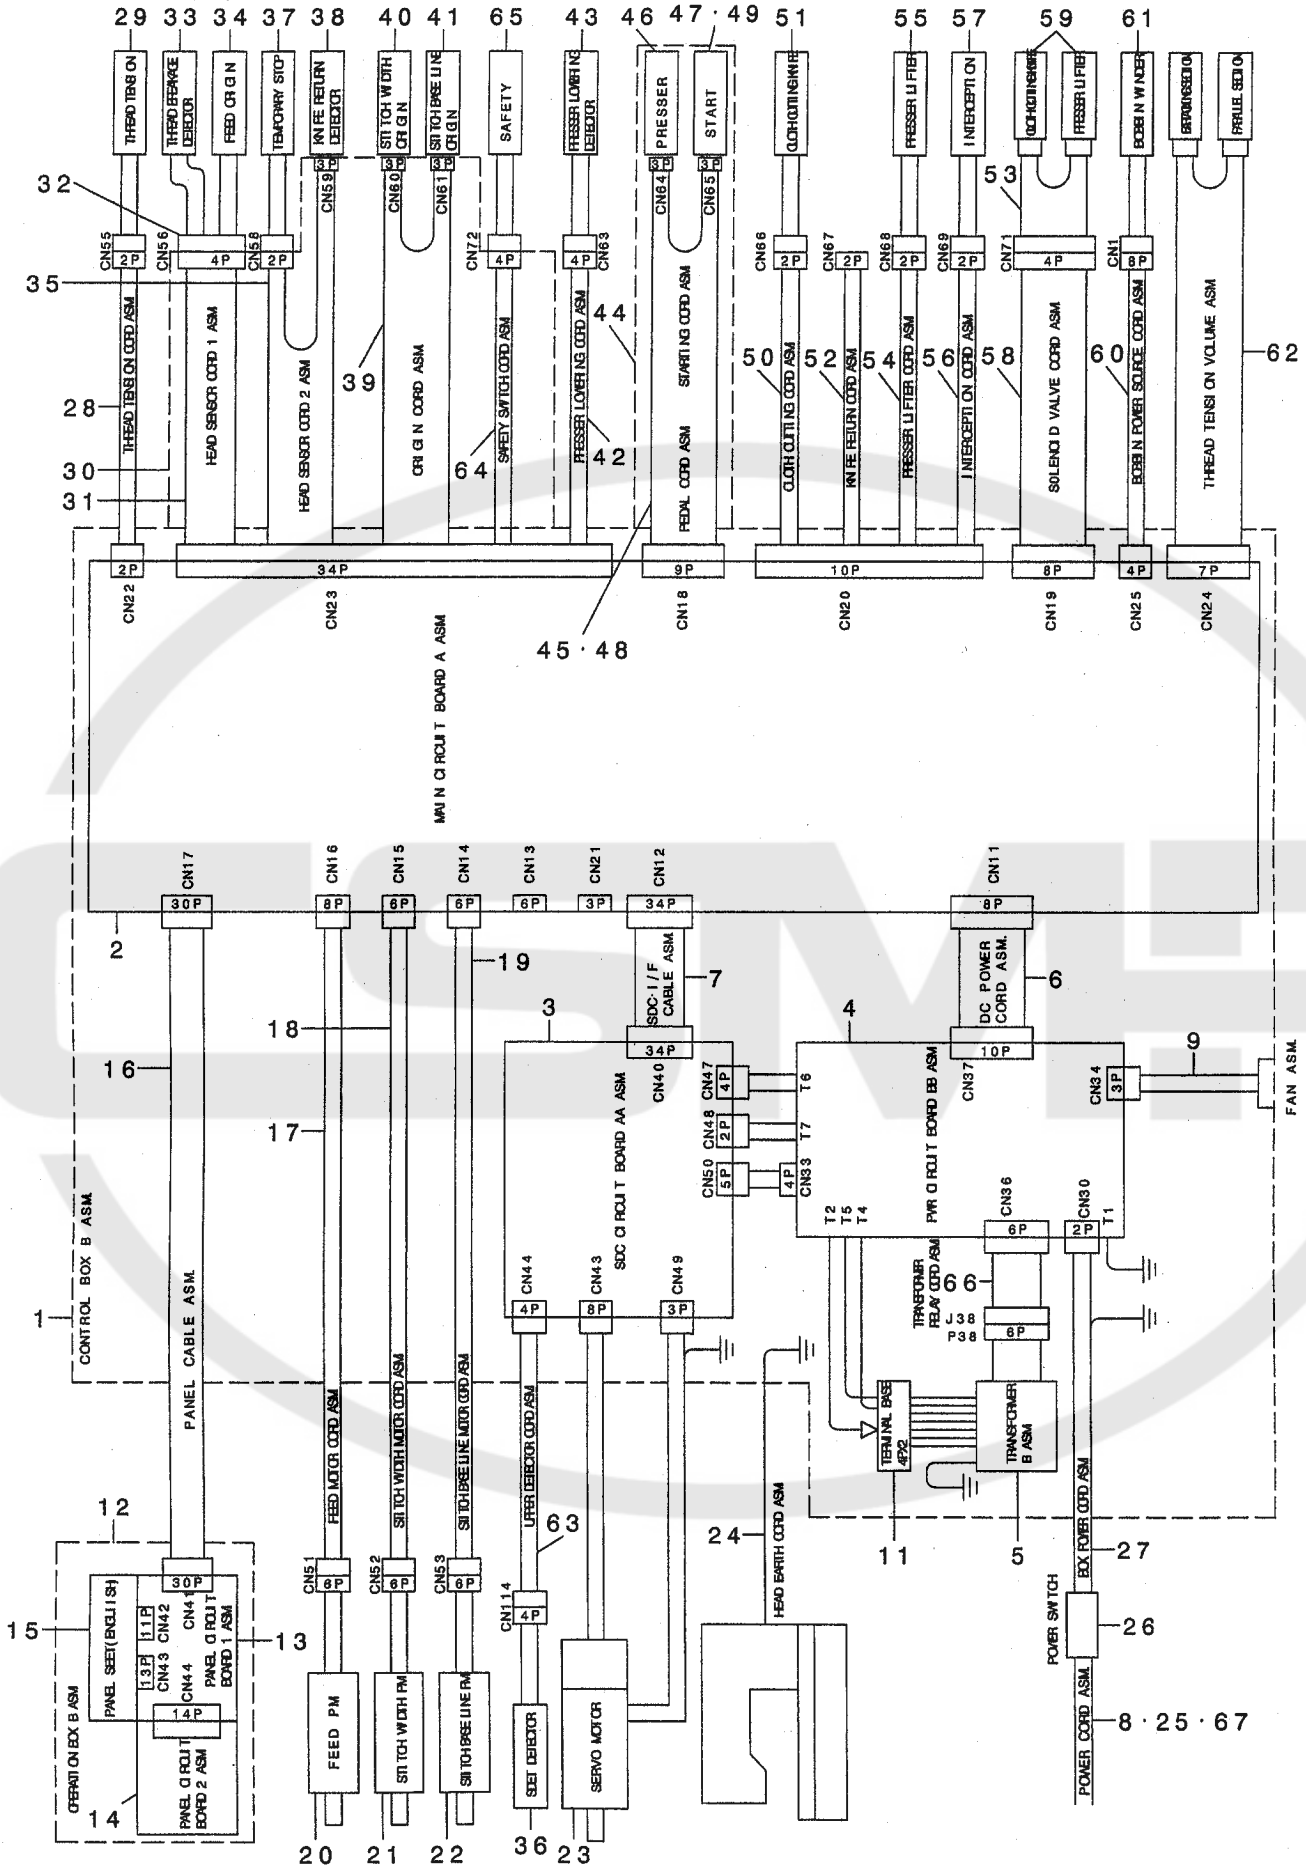 29 33 34 37 38 40 41 65 43 46 47 · 49 51 55 57 59 61
THREAD TENSION
THREAD BREAKAGE
DETECTOR
FEED ORIGIN
TEMPORARY STOP
KNIFE RETURN
DETECTOR
STITCH WIDTH
ORIGIN
STITCH BASE LINE
ORIGIN
SAFETY
PRESSER LOWERING
DETECTOR
PRESSER
START
CLOTH CUTTING KNIFE
PRESSER LIFTER
INTERCEPTION
CLOTH CUTTING KNIFE
PRESSER LIFTER
BOBBIN WINDER
PARALLEL SECTION
3P CN59
3P CN60
3P CN61
3P CN64
3P CN65
32
53
CN55 2P
CN56 4P
CN58 2P
CN72 4P
CN63 4P
CN66 2P
CN67 2P
CN68 2P
CN69 2P
CN71 4P
CN1 8P
35
28
30
31
39
64
42
44
50
52
54
56
58
60
62
THREAD TENSION CORD ASM
HEAD SENSOR CORD 1 ASM
HEAD SENSOR CORD 2 ASM
ORIGIN CORD ASM
SAFETY SWITCH CORD ASM
PRESSER LOWERING CORD ASM
PEDAL CORD ASM
STARTING CORD ASM
CLOTH CUTTING CORD ASM
KNIFE RETURN CORD ASM
PRESSER LIFTER CORD ASM
INTERCEPTION CORD ASM
SOLENOID VALVE CORD ASM
BOBBIN POWER SOURCE CORD ASM
THREAD TENSION VOLUME ASM
2P CN22
34P CN23
9P CN18
10P CN20
8P CN19
4P CN25
7P CN24
45 · 48
MAIN CIRCUIT BOARD A ASM
CN17 30P
CN16 8P
CN15 6P
CN14 6P
CN13 6P
CN21 3P
CN12 34P
CN11 8P
2
19
7
6
SDC-I/F
CABLE ASM.
DC POWER
CORD ASM.
18
3
4
9
16
17
34P CN40
10P CN37
CN47 4P T6
CN48 2P T7
CN50 5P
4P CN33
CN34 3P
FAN ASM.
SDC CIRCUIT BOARD AA ASM
PWR CIRCUIT BOARD BB ASM
T2
T5
T4
CN36 6P
CN30 2P
T1
CN44 4P
CN43 8P
CN49 3P
TRANSFORMER
RELAY CORD ASM
66
J38
P38 6P
1
CONTROL BOX B ASM.
PANEL CABLE ASM.
FEED MOTOR CORD ASM
STITCH WIDTH MOTOR CORD ASM
STITCH BASE LINE MOTOR CORD ASM
UPPER DETECTOR CORD ASM
TERMINAL BASE
4PX2
TRANSFORMER
B ASM
HEAD EARTH CORD ASM
BOX POWER CORD ASM
12
63
24
11
5
27
CN51 6P
CN52 6P
CN53 6P
CN114 4P
30P CN41
15
13
14
OPERATION BOX B ASM
PANEL SEET (ENGLISH)
11P CN42
13P CN43
CN44 14P
PANEL CIRCUIT
BOARD 1 ASM
PANEL CIRCUIT
BOARD 2 ASM
POWER SWITCH
26
8 · 25 · 67
POWER CORD ASM.
FEED PM
STITCH WIDTH PM
STITCH BASE LINE PM
SDET DETECTOR
SERVO MOTOR
20 21 22 36 23